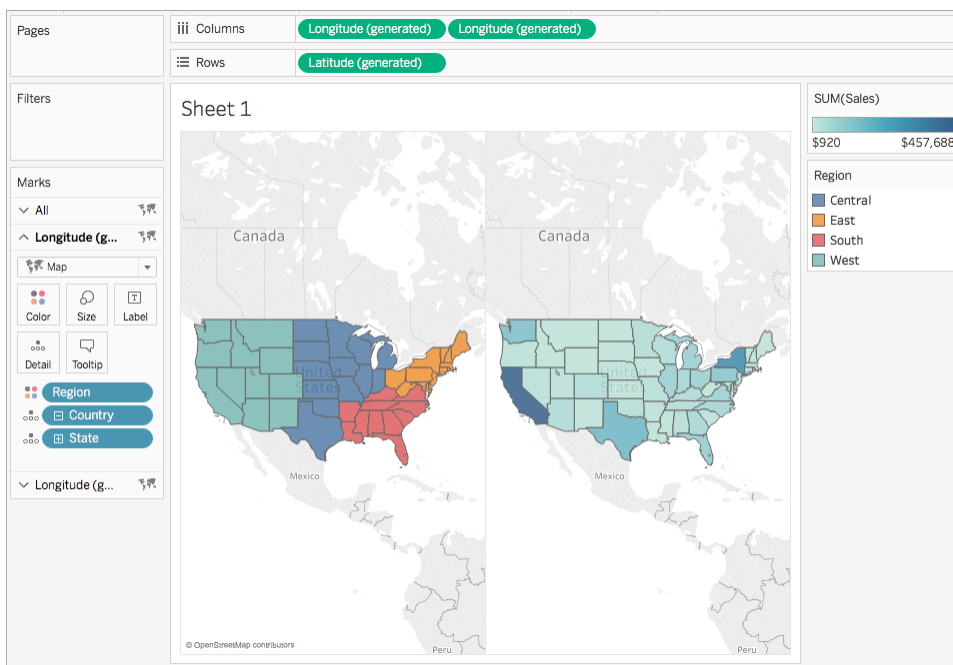 Pages
Columns
Longitude (generated) Longitude (generated)
Rows
Latitude (generated)
Filters
Marks
All
Longitude (g...
Map
Color Size Label
Detail Tooltip
Region
Country
State
Longitude (g...
Sheet 1
Canada
United
States
Mexico
Peru
© OpenStreetMap contributors
Canada
United
States
Mexico
Peru
SUM(Sales)
$920 $457,688
Region
Central
East
South
West